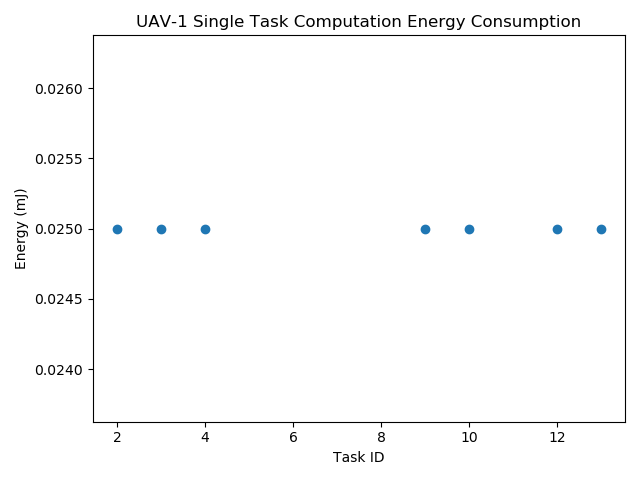 UAV-1 Single Task Computation Energy Consumption
0.0260
0.0255
0.0250
0.0245
0.0240
Energy (mJ)
2 4 6 8 10 12
Task ID